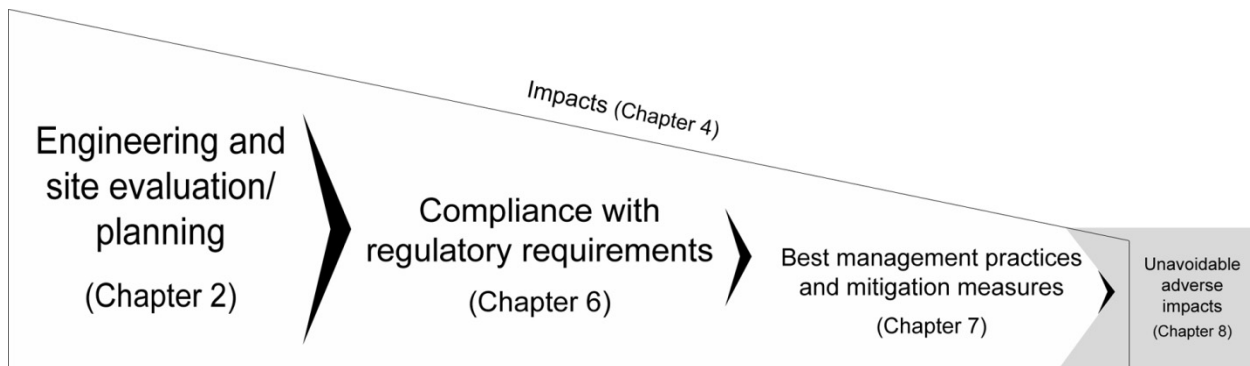 Impacts (Chapter 4)
Engineering and
site evaluation/
planning
(Chapter 2)
Compliance with
regulatory requirements
(Chapter 6)
Best management practices
and mitigation measures
(Chapter 7)
Unavoidable
adverse
impacts
(Chapter 8)